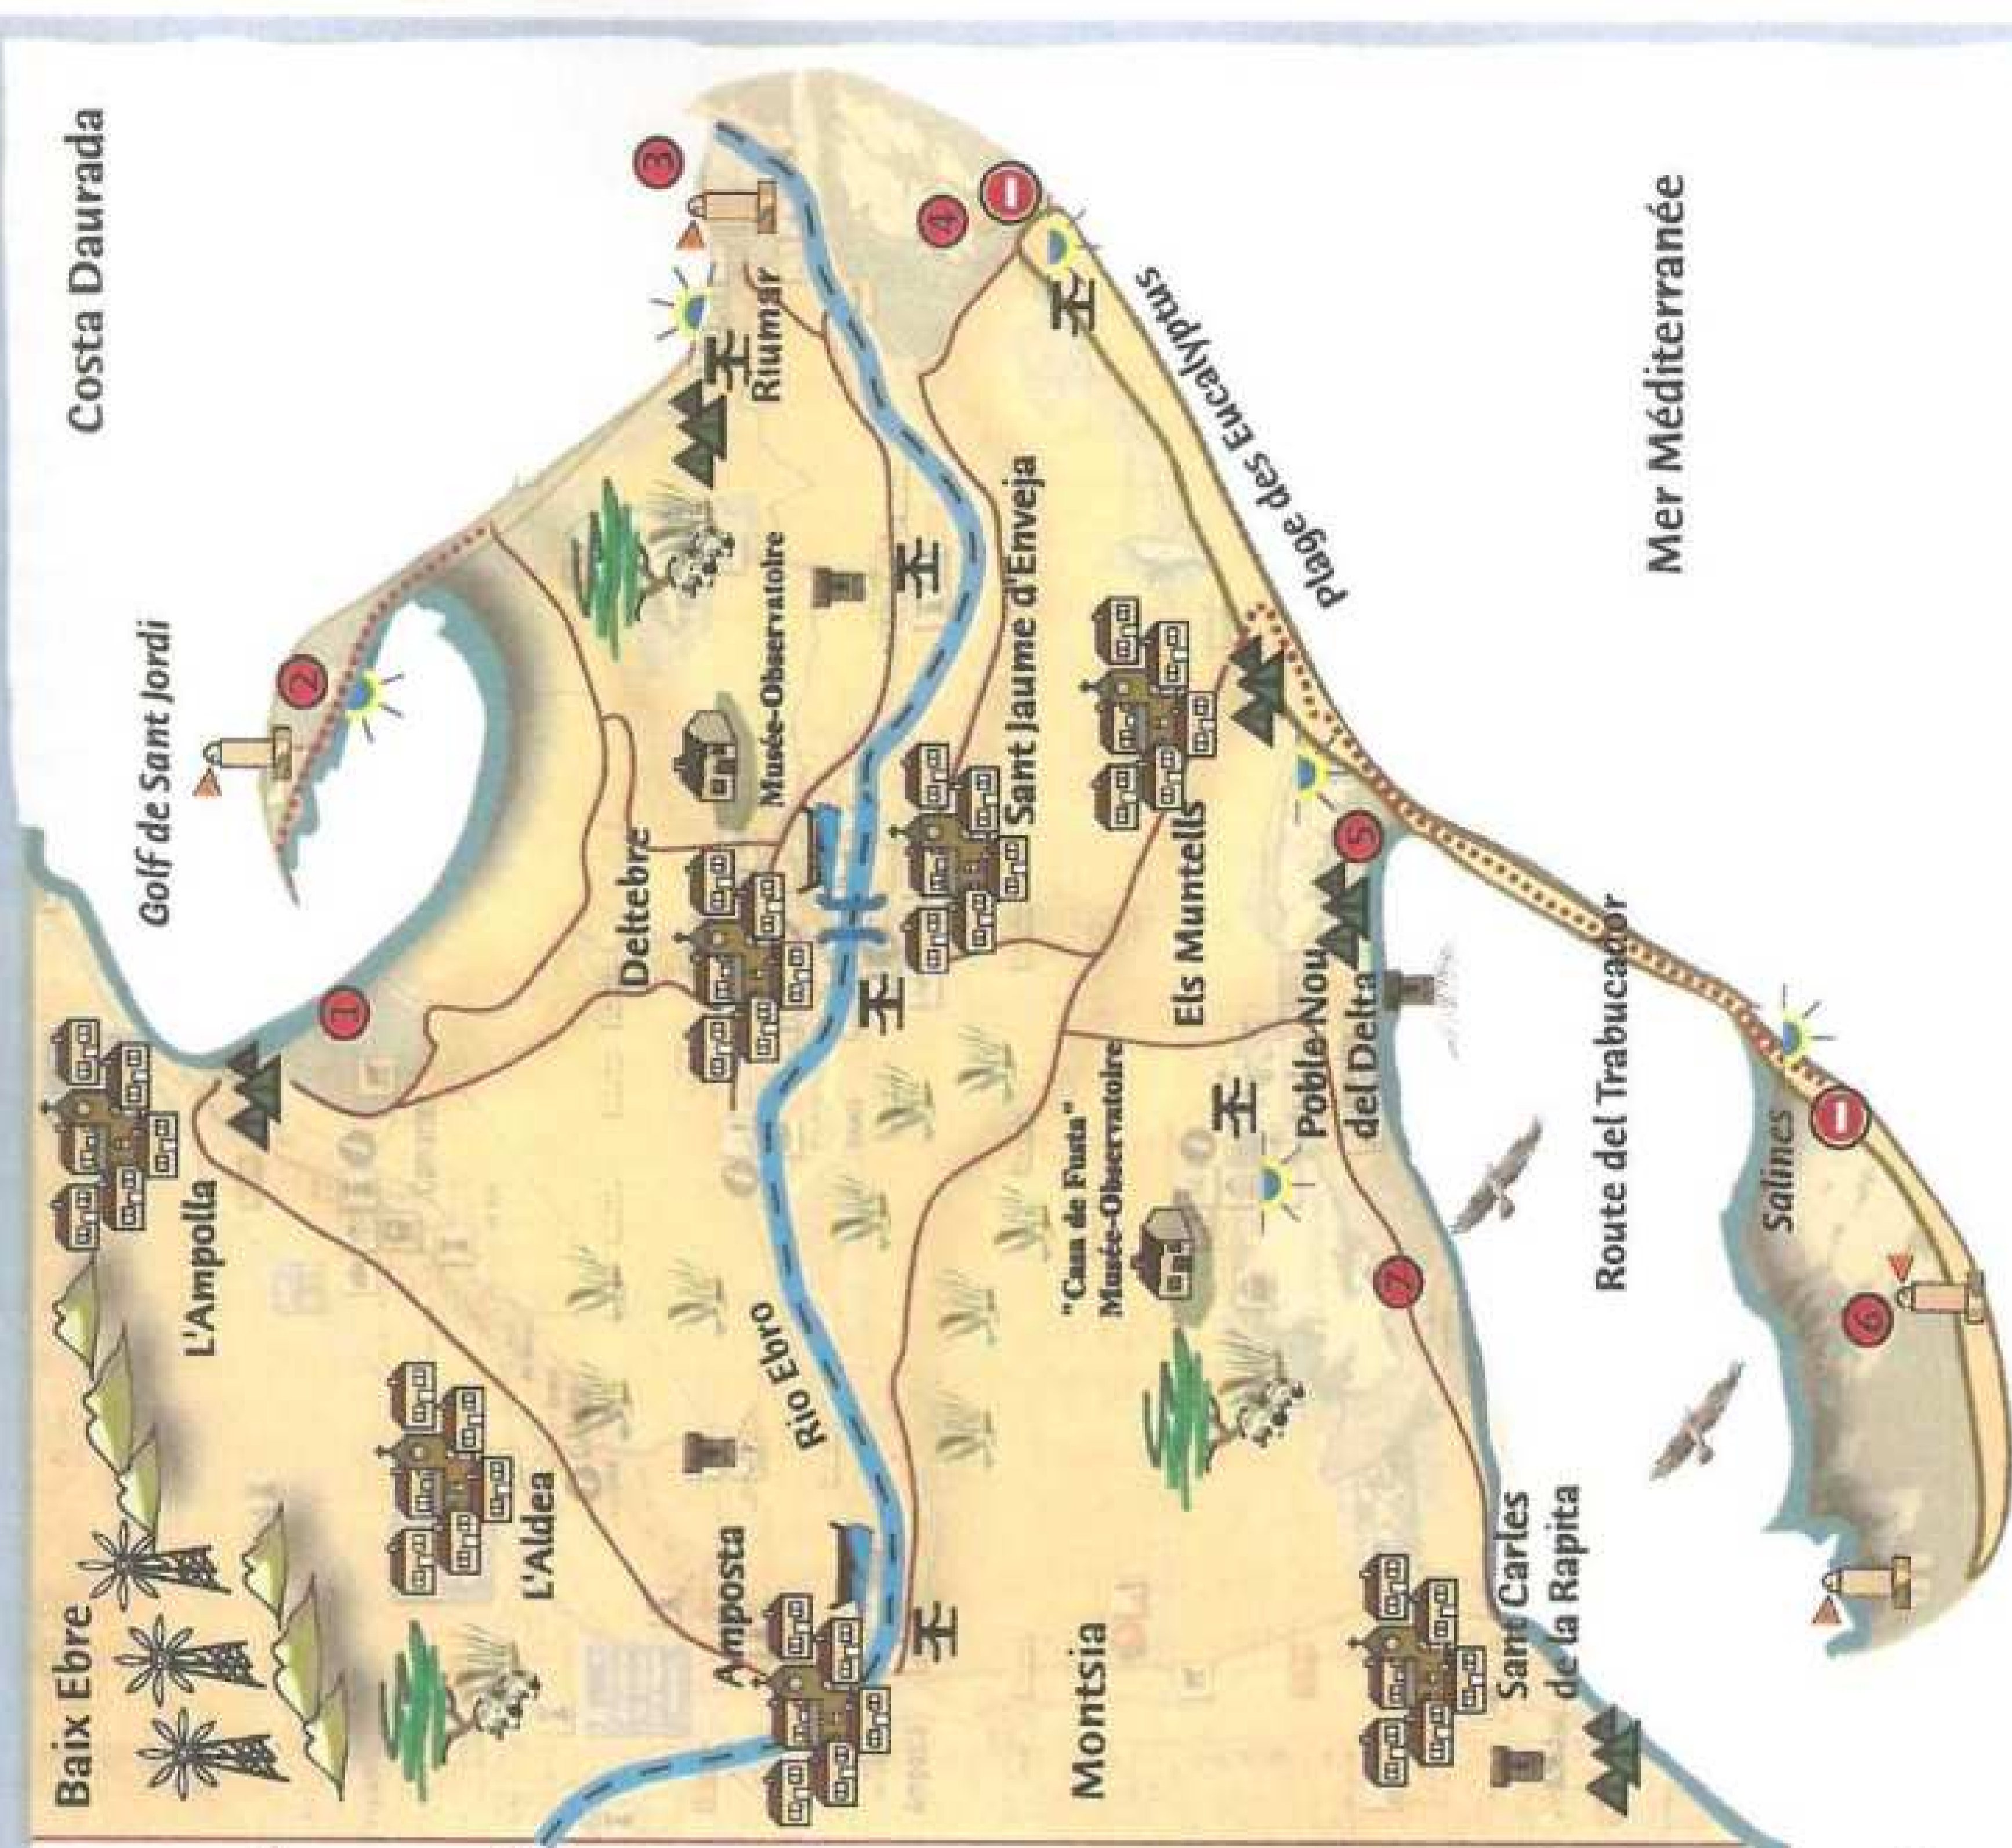 Baix Ebre
Costa Daurada
Golf de Sant Jordi
L'Ampolla
1
2
3
L'Aldea
Deltebre
Riumar
Musée-Observatoire
Amposta
Rio Ebro
4
Sant Jaume d'Enveja
Montsia
"Casa de Fusta"
Musée-Observatoire
Els Muntells
Plage des Eucalyptus
Poble Nou
del Delta
5
7
Sant Carles
de la Rapita
Route del Trabucador
Mer Méditerranée
Salines
6